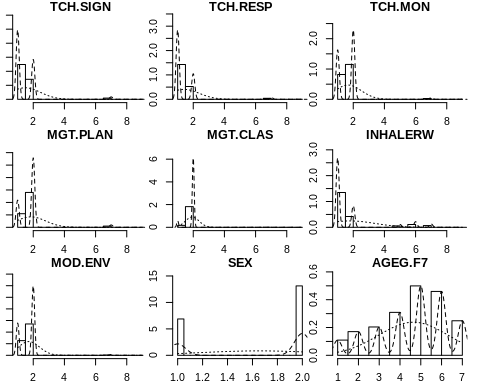 TCH.SIGN TCH.RESP TCH.MON
0.0 1.0 2.0 3.0
0.0 1.0 2.0
2 4 6 8 2 4 6 8 2 4 6 8
MGT.PLAN MGT.CLAS INHALERW
0 2 4 6
0.0 1.0 2.0 3.0
2 4 6 8 2 4 6 8 2 4 6 8
MOD.ENV SEX AGEG.F7
0 5 10 15
0.0 0.2 0.4 0.6
2 4 6 8 1.0 1.2 1.4 1.6 1.8 2.0 1 2 3 4 5 6 7